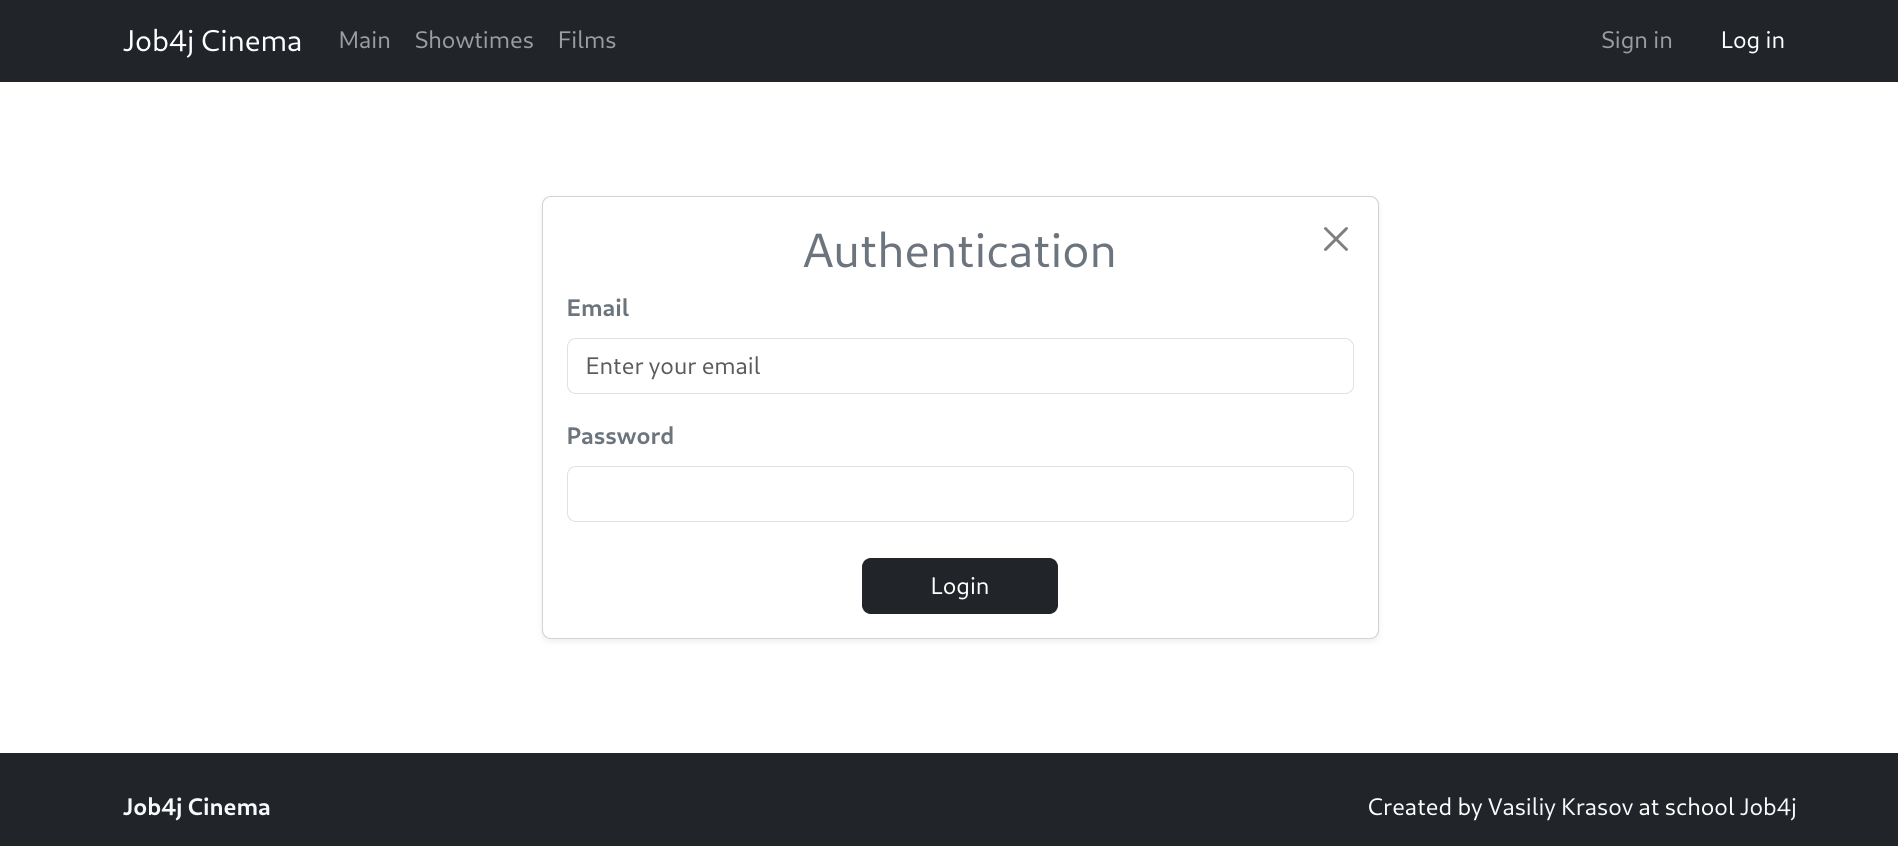 Job4j Cinema Main Showtimes Films Sign in Log in
Authentication
Email
Enter your email
Password
Login
Job4j Cinema Created by Vasiliy Krasov at school Job4j